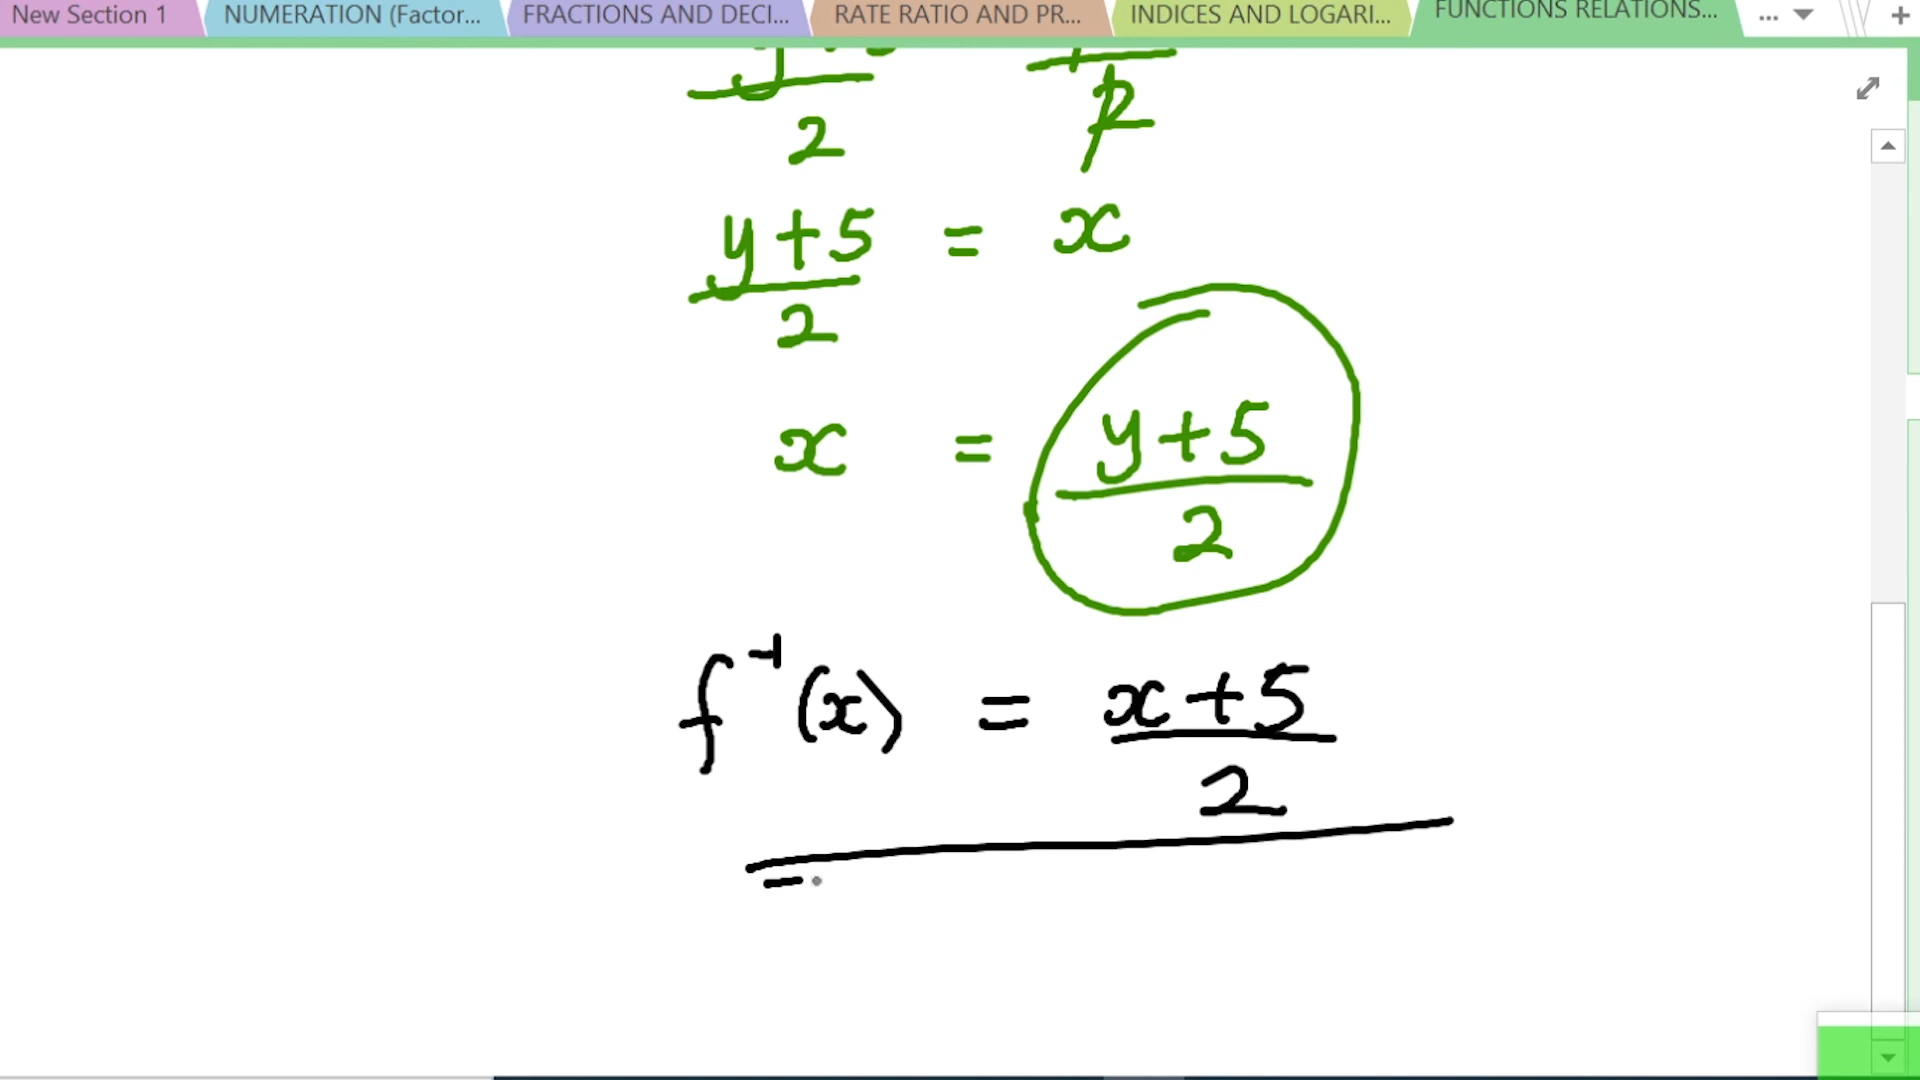 New Section 1 NUMERATION (Factor... FRACTIONS AND DECI... RATE RATIO AND PR... INDICES AND LOGARI... FUNCTIONS RELATIONS... ... +
2 2
y+5 = x
2
x = y+5
2
f⁻¹(x) = x+5
2